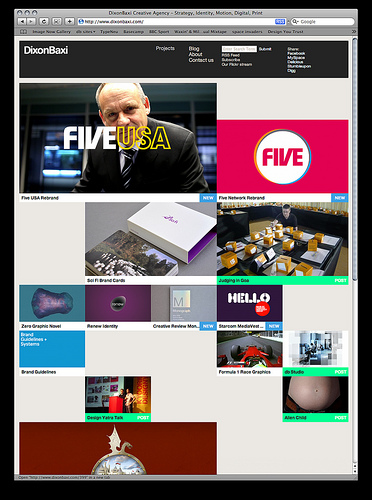 DixonBaxi Creative Agency – Strategy, Identity, Motion, Digital, Print
http://www.dixonbaxi.com/
RSS
Google
Image Now Gallery
db sites
TypeNeu
Basecamp
BBC Sport
space invaders
Design You Trust
DixonBaxi
Projects
Blog
About
Contact us
Submit
RSS Feed
Subscribe
Our Flickr stream
Share:
Facebook
MySpace
Delicious
Stumbleupon
Digg
FIVE USA
FIVE
Five USA Rebrand
NEW
Five Network Rebrand
NEW
Sci Fi Brand Cards
Judging in Goa
POST
renew
HELLO
Zero Graphic Novel
Renew Identity
Creative Review Mon...
NEW
Starcom MediaVest ...
NEW
Brand
Guidelines +
Systems
Brand Guidelines
Formula 1 Race Graphics
db Studio
POST
Design Yatra Talk
POST
Alien Child
POST
Open "http://www.dixonbaxi.com/FIVE" in a new tab